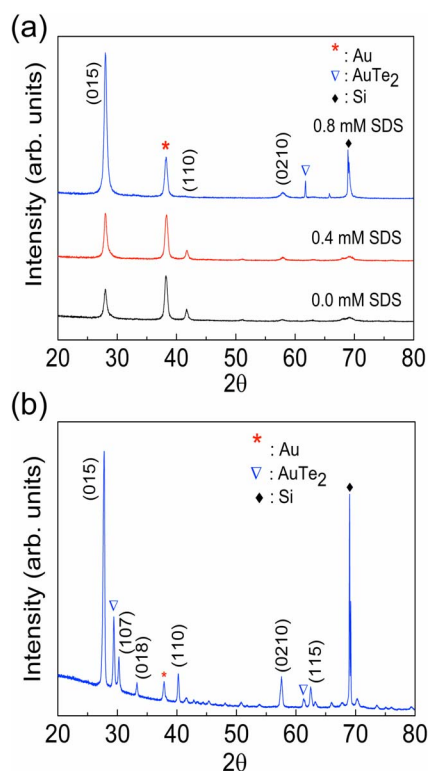 (a)
* : Au
▽ : AuTe2
♦ : Si
(015)
*
(110)
(0210)
▽
♦
0.8 mM SDS
0.4 mM SDS
0.0 mM SDS
Intensity (arb. units)
20 30 40 50 60 70 80
2θ
(b)
* : Au
▽ : AuTe2
♦ : Si
(015)
▽
(107)
(018)
*
(110)
(0210)
▽
(115)
♦
Intensity (arb. units)
20 30 40 50 60 70 80
2θ